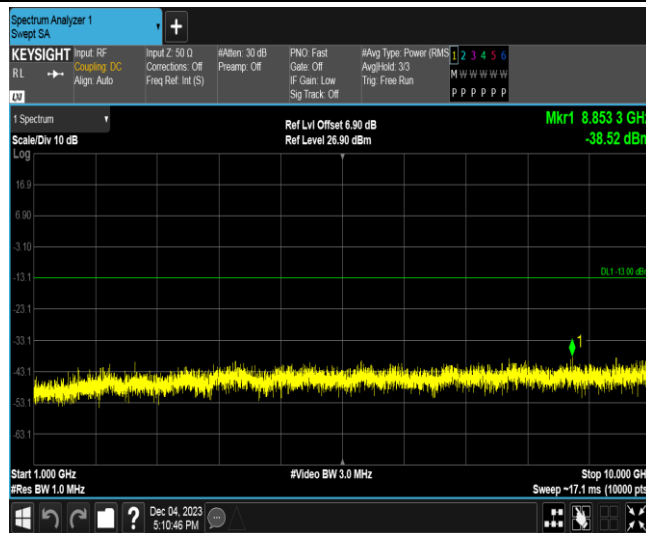 Spectrum Analyzer 1
Swept SA
+
KEYSIGHT
RL
LXI
Input: RF
Coupling: DC
Align: Auto
Input Z: 50 Ω
Corrections: Off
Freq Ref: Int (S)
#Atten: 30 dB
Preamp: Off
PNO: Fast
Gate: Off
IF Gain: Low
Sig Track: Off
#Avg Type: Power (RMS
Avg|Hold: 3/3
Trig: Free Run
1 2 3 4 5 6
M W W W W W
P P P P P P
1 Spectrum
Scale/Div 10 dB
Log
Ref Lvl Offset 6.90 dB
Ref Level 26.90 dBm
Mkr1 8.853 3 GHz
-38.52 dBm
16.9
6.90
-3.10
-13.1
-23.1
-33.1
-43.1
-53.1
-63.1
DL1 -13.00 dBm
1
Start 1.000 GHz
#Res BW 1.0 MHz
#Video BW 3.0 MHz
Stop 10.000 GHz
Sweep ~17.1 ms (10000 pts)
?
Dec 04, 2023
5:10:46 PM